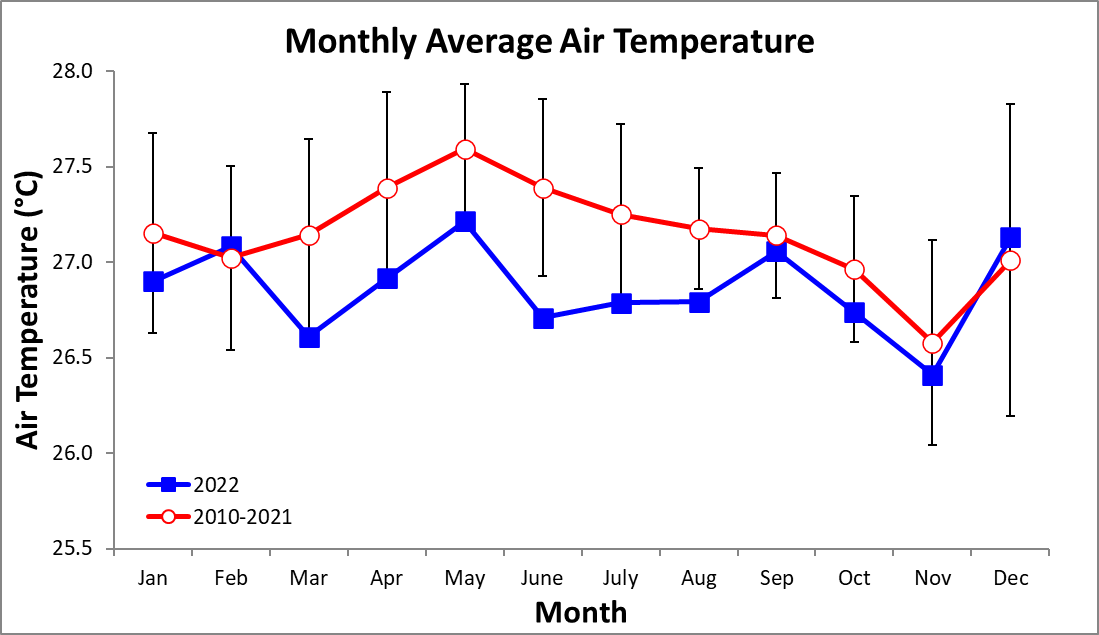 Monthly Average Air Temperature
28.0
27.5
27.0
26.5
26.0
25.5
Air Temperature (°C)
2022
2010-2021
Jan Feb Mar Apr May June July Aug Sep Oct Nov Dec
Month